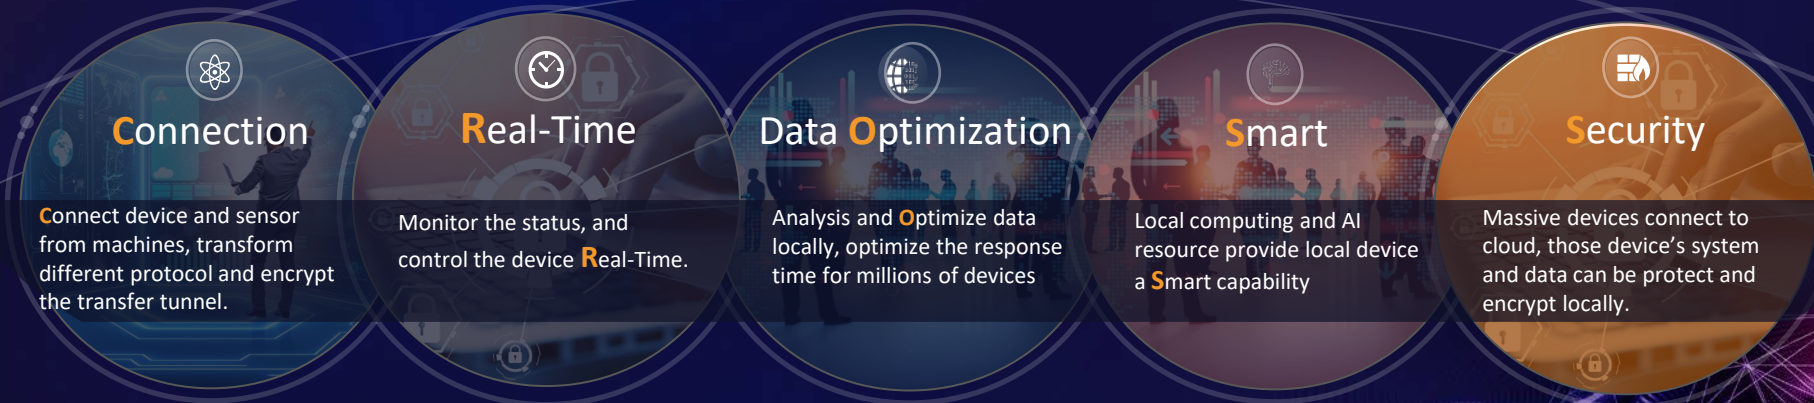 Connection
Connect device and sensor
from machines, transform
different protocol and encrypt
the transfer tunnel.
Real-Time
Monitor the status, and
control the device Real-Time.
Data Optimization
Analysis and Optimize data
locally, optimize the response
time for millions of devices
Smart
Local computing and AI
resource provide local device
a Smart capability
Security
Massive devices connect to
cloud, those device's system
and data can be protect and
encrypt locally.